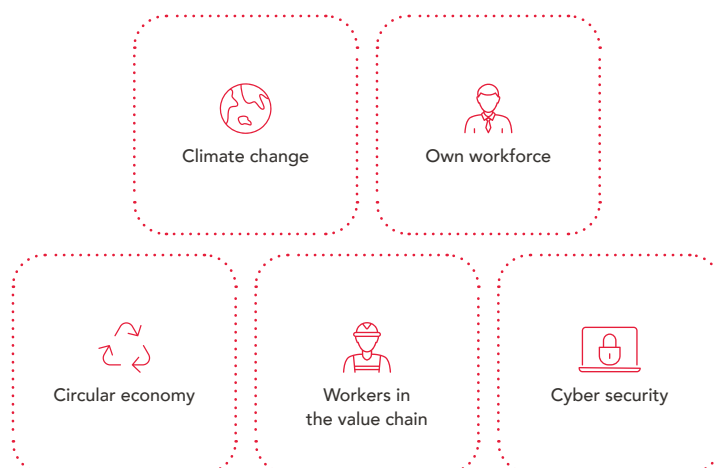 Climate change
Own workforce
Circular economy
Workers in
the value chain
Cyber security